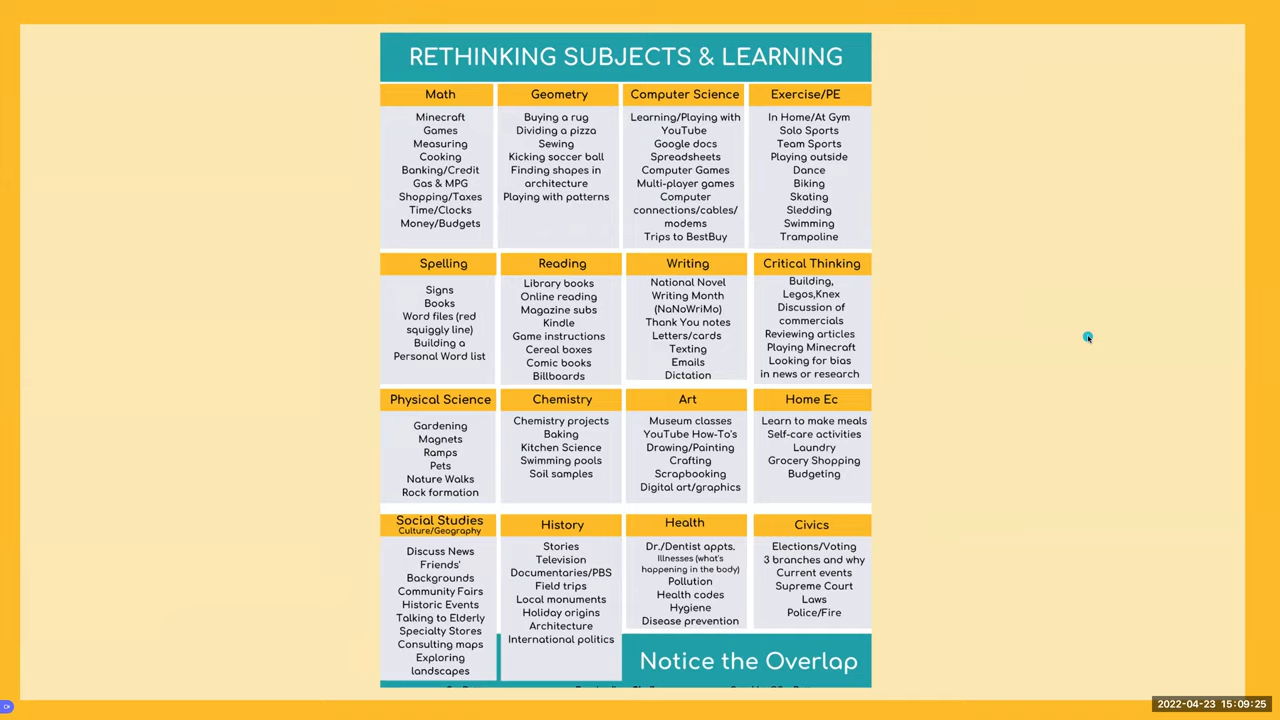 RETHINKING SUBJECTS & LEARNING
Math
Minecraft
Games
Measuring
Cooking
Banking/Credit
Gas & MPG
Shopping/Taxes
Time/Clocks
Money/Budgets
Geometry
Buying a rug
Dividing a pizza
Sewing
Kicking soccer ball
Finding shapes in
architecture
Playing with patterns
Computer Science
Learning/Playing with
YouTube
Google docs
Spreadsheets
Computer Games
Multi-player games
Computer
connections/cables/
modems
Trips to BestBuy
Exercise/PE
In Home/At Gym
Solo Sports
Team Sports
Playing outside
Dance
Biking
Skating
Sledding
Swimming
Trampoline
Spelling
Signs
Books
Word files (red
squiggly line)
Building a
Personal Word list
Reading
Library books
Online reading
Magazine subs
Kindle
Game instructions
Cereal boxes
Comic books
Billboards
Writing
National Novel
Writing Month
(NaNoWriMo)
Thank You notes
Letters/cards
Texting
Emails
Dictation
Critical Thinking
Building,
Legos,Knex
Discussion of
commercials
Reviewing articles
Playing Minecraft
Looking for bias
in news or research
Physical Science
Gardening
Magnets
Ramps
Pets
Nature Walks
Rock formation
Chemistry
Chemistry projects
Baking
Kitchen Science
Swimming pools
Soil samples
Art
Museum classes
YouTube How-To's
Drawing/Painting
Crafting
Scrapbooking
Digital art/graphics
Home Ec
Learn to make meals
Self-care activities
Laundry
Grocery Shopping
Budgeting
Social Studies
Culture/Geography
Discuss News
Friends'
Backgrounds
Community Fairs
Historic Events
Talking to Elderly
Specialty Stores
Consulting maps
Exploring
landscapes
History
Stories
Television
Documentaries/PBS
Field trips
Local monuments
Holiday origins
Architecture
International politics
Health
Dr./Dentist appts.
Illnesses (what's
happening in the body)
Pollution
Health codes
Hygiene
Disease prevention
Civics
Elections/Voting
3 branches and why
Current events
Supreme Court
Laws
Police/Fire
Notice the Overlap
2022-04-23 15:09:25